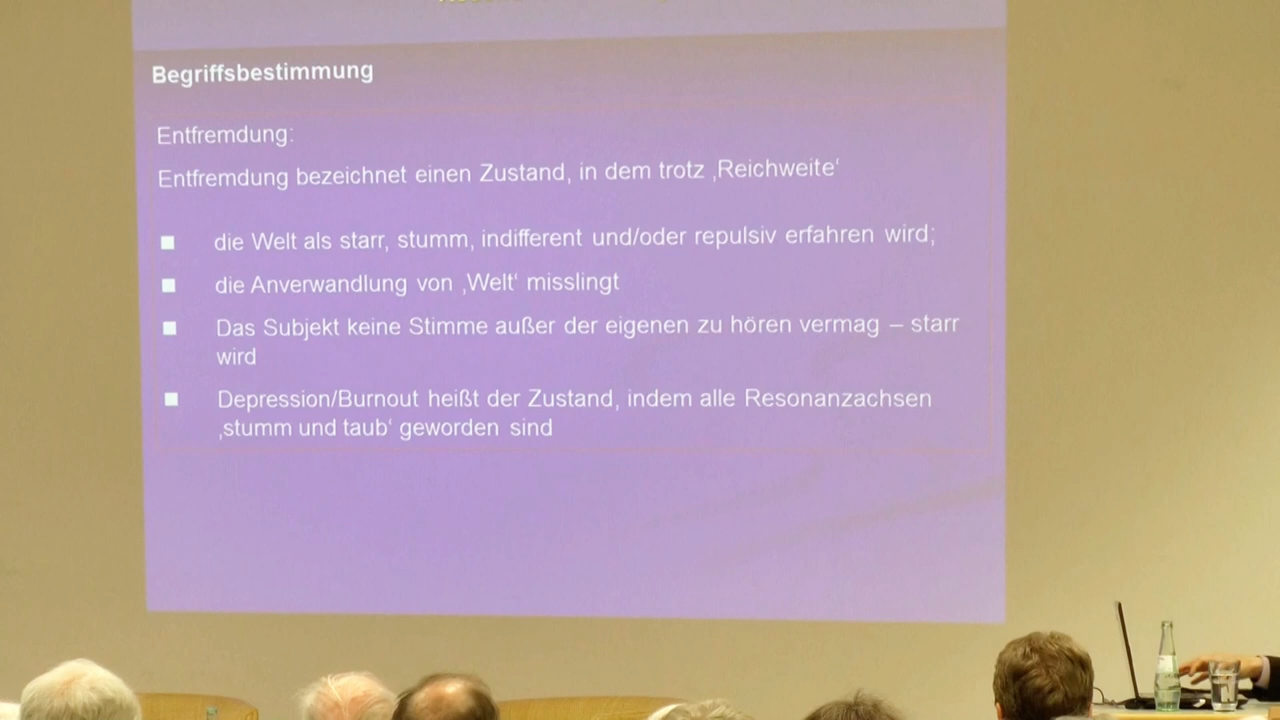 Begriffsbestimmung
Entfremdung:
Entfremdung bezeichnet einen Zustand, in dem trotz ‚Reichweite‘
die Welt als starr, stumm, indifferent und/oder repulsiv erfahren wird;
die Anverwandlung von ‚Welt‘ misslingt
Das Subjekt keine Stimme außer der eigenen zu hören vermag – starr
wird
Depression/Burnout heißt der Zustand, indem alle Resonanzachsen
‚stumm und taub‘ geworden sind